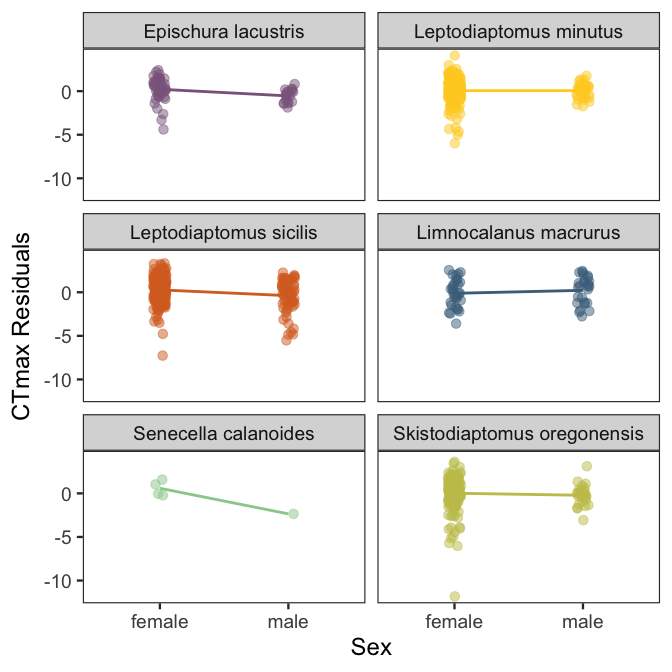 Epischura lacustris
Leptodiaptomus minutus
0
-5
-10
Leptodiaptomus sicilis
Limnocalanus macrurus
0
-5
-10
CTmax Residuals
Senecella calanoides
Skistodiaptomus oregonensis
0
-5
-10
female
male
female
male
Sex